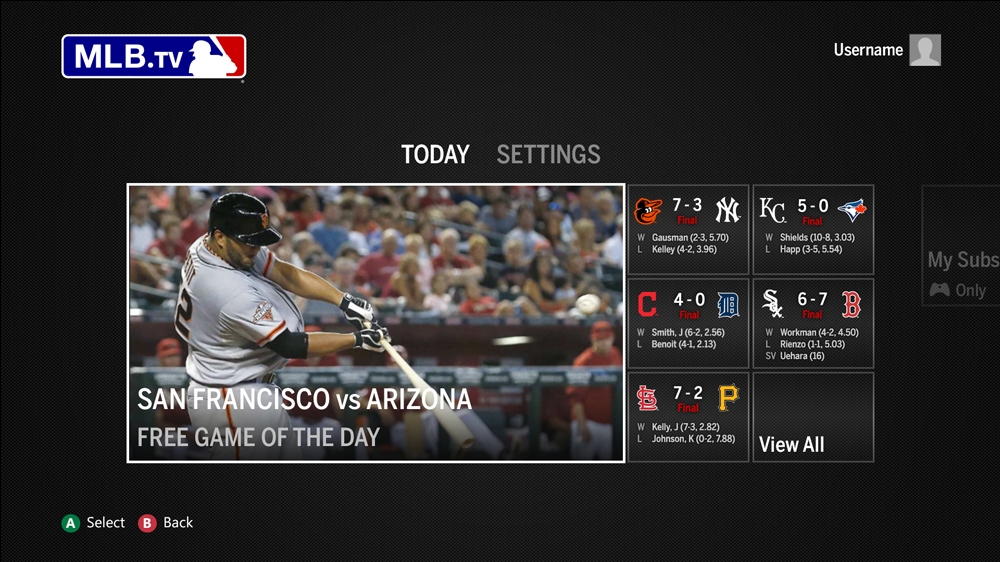 MLB.TV
Username
TODAY SETTINGS
SAN FRANCISCO vs ARIZONA
FREE GAME OF THE DAY
7 - 3
Final
W Gausman (2-3, 5.70)
L Kelley (4-2, 3.96)
KC
5 - 0
Final
W Shields (10-8, 3.03)
L Happ (3-5, 5.54)
C
4 - 0
Final
D
W Smith, J (6-2, 2.56)
L Benoit (4-1, 2.13)
Sox
6 - 7
Final
B
W Workman (4-2, 4.50)
L Rienzo (1-1, 5.03)
SV Uehara (16)
7 - 2
Final
P
W Kelly, J (7-3, 2.82)
L Johnson, K (0-2, 7.88)
View All
My Subs
Only
A Select B Back